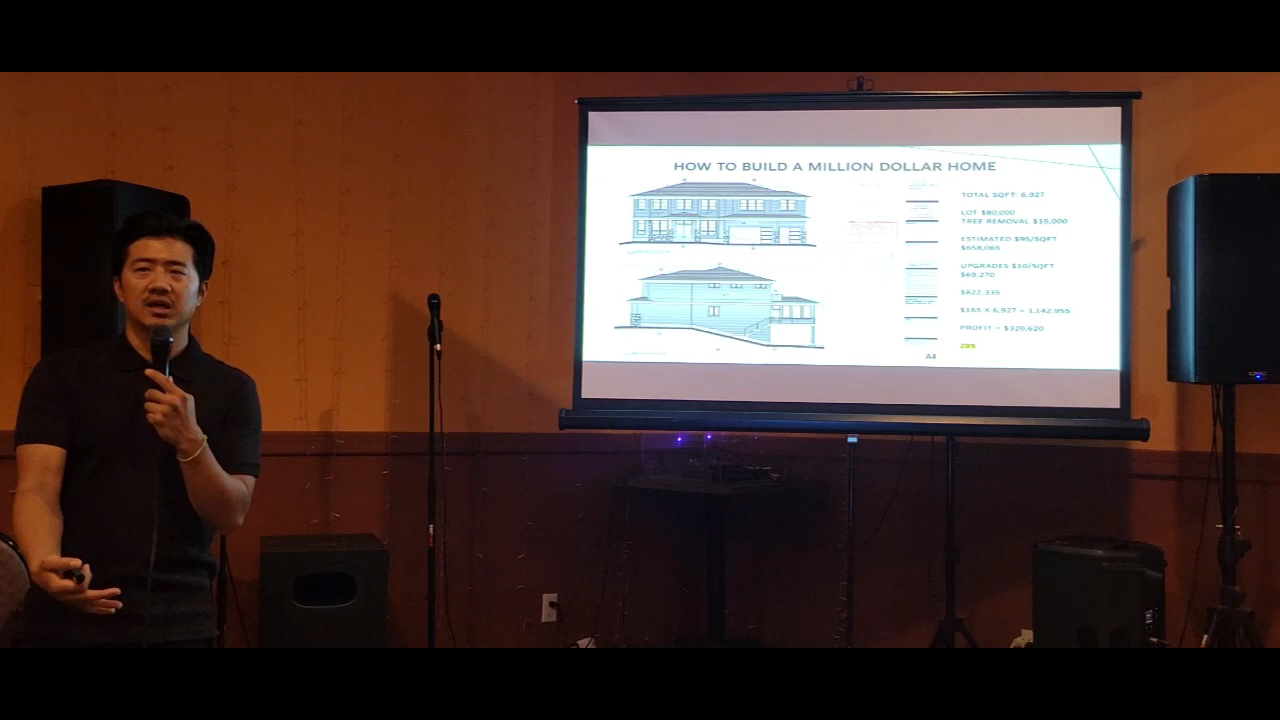 HOW TO BUILD A MILLION DOLLAR HOME
TOTAL SQFT: 6,927
LOT $80,000
TREE REMOVAL $15,000
ESTIMATED $95/SQFT
$658,065
UPGRADES $10/SQFT
$69,270
$822,335
$165 X 6,927 = 1,142,955
PROFIT = $320,620
28%
A4
QSC